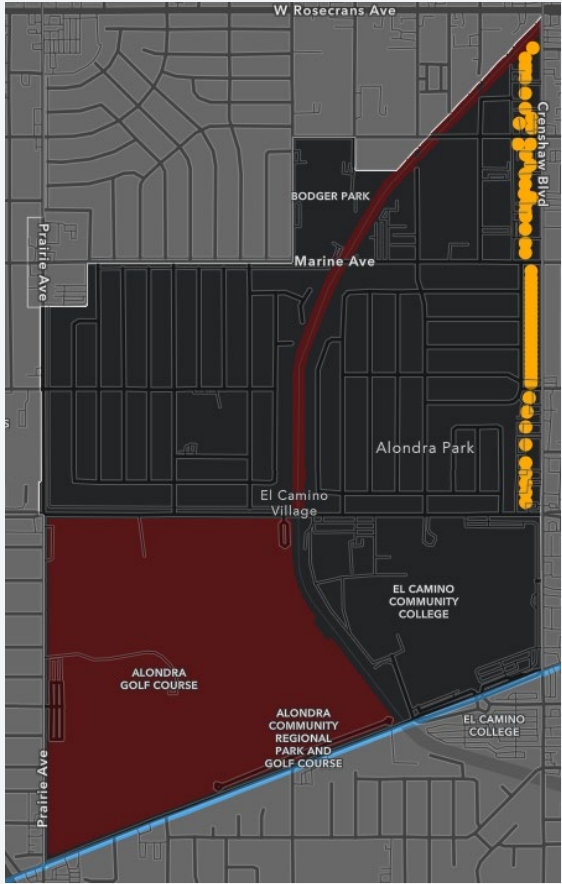 W Rosecrans Ave
Crenshaw Blvd
BODGER PARK
Prairie Ave
Marine Ave
Alondra Park
El Camino
Village
EL CAMINO
COMMUNITY
COLLEGE
ALONDRA
GOLF COURSE
ALONDRA
COMMUNITY
REGIONAL
PARK AND
GOLF COURSE
EL CAMINO
COLLEGE
Prairie Ave